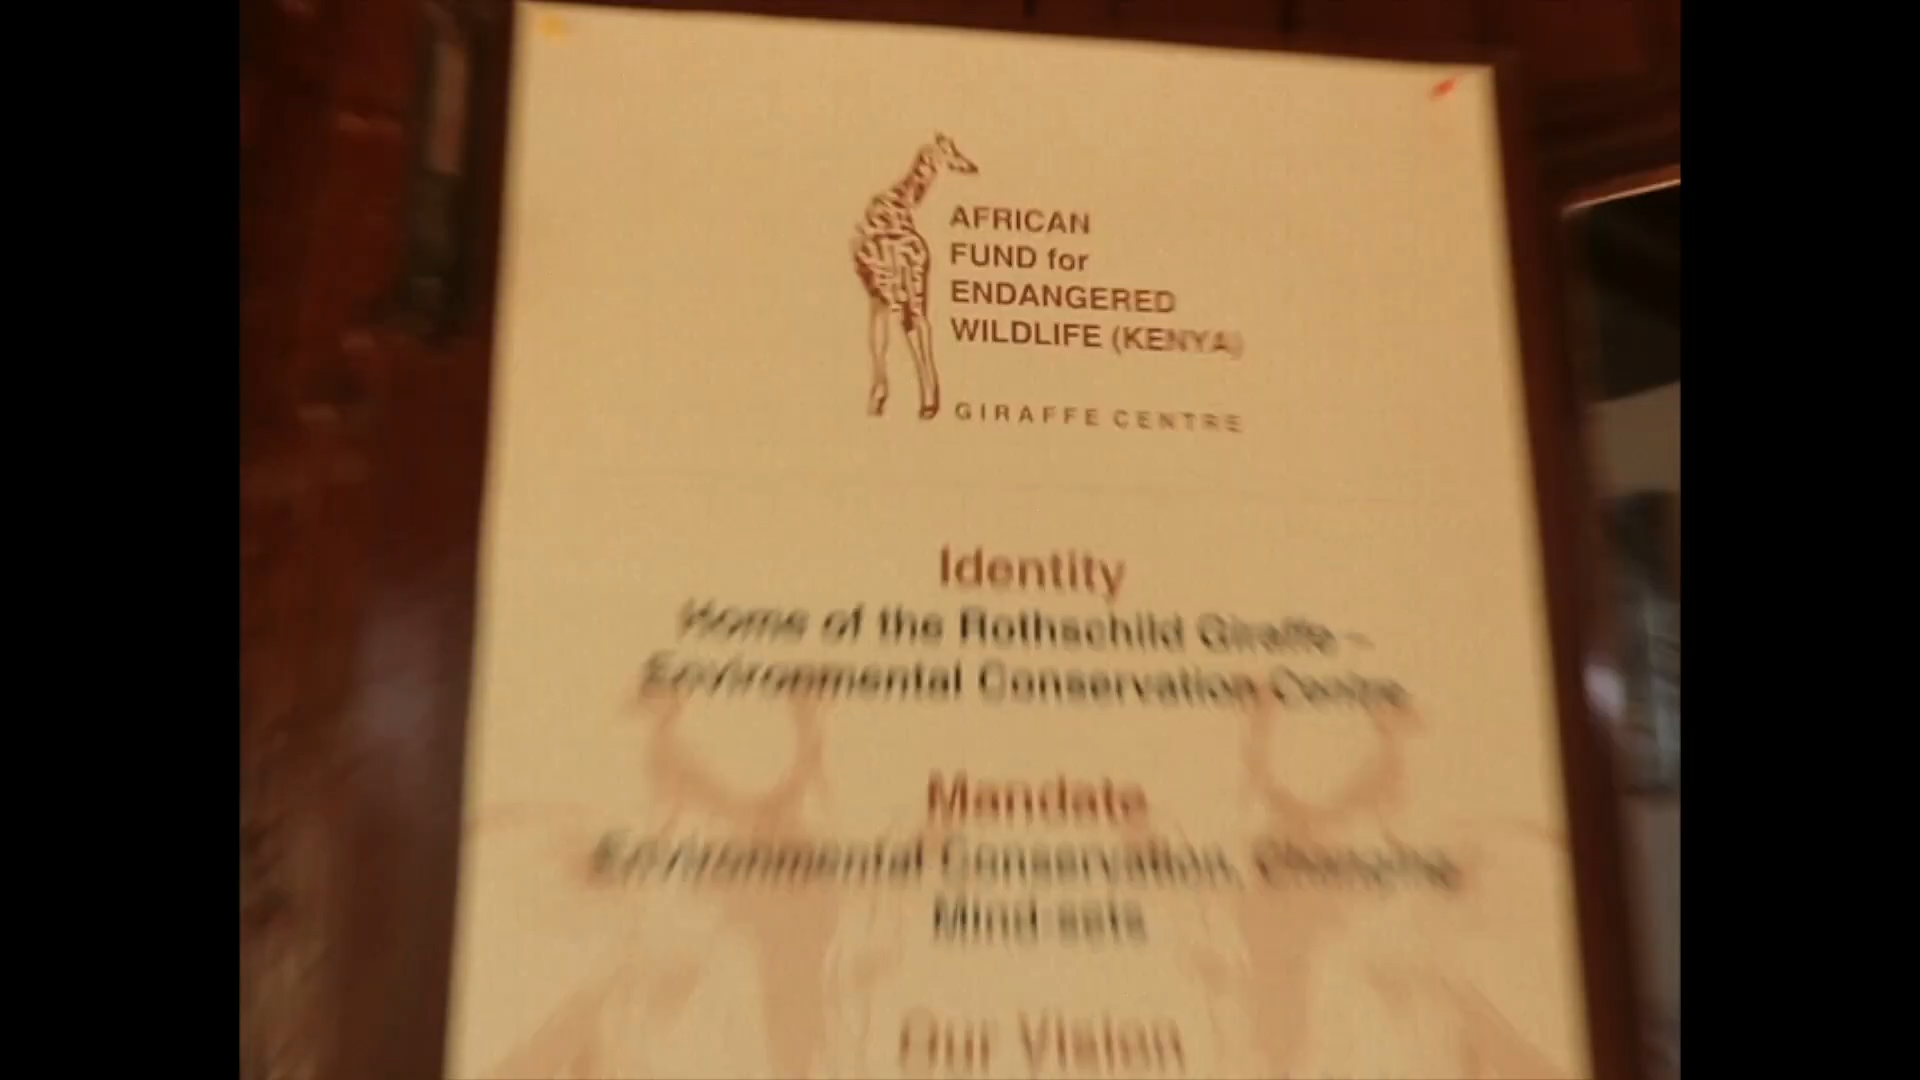 AFRICAN
FUND for
ENDANGERED
WILDLIFE (KENYA)
GIRAFFE CENTRE
Identity
Home of the Rothschild Giraffe –
Environmental Conservation Centre
Mandate
Environmental Conservation, Changing
Mind-sets
Our Vision